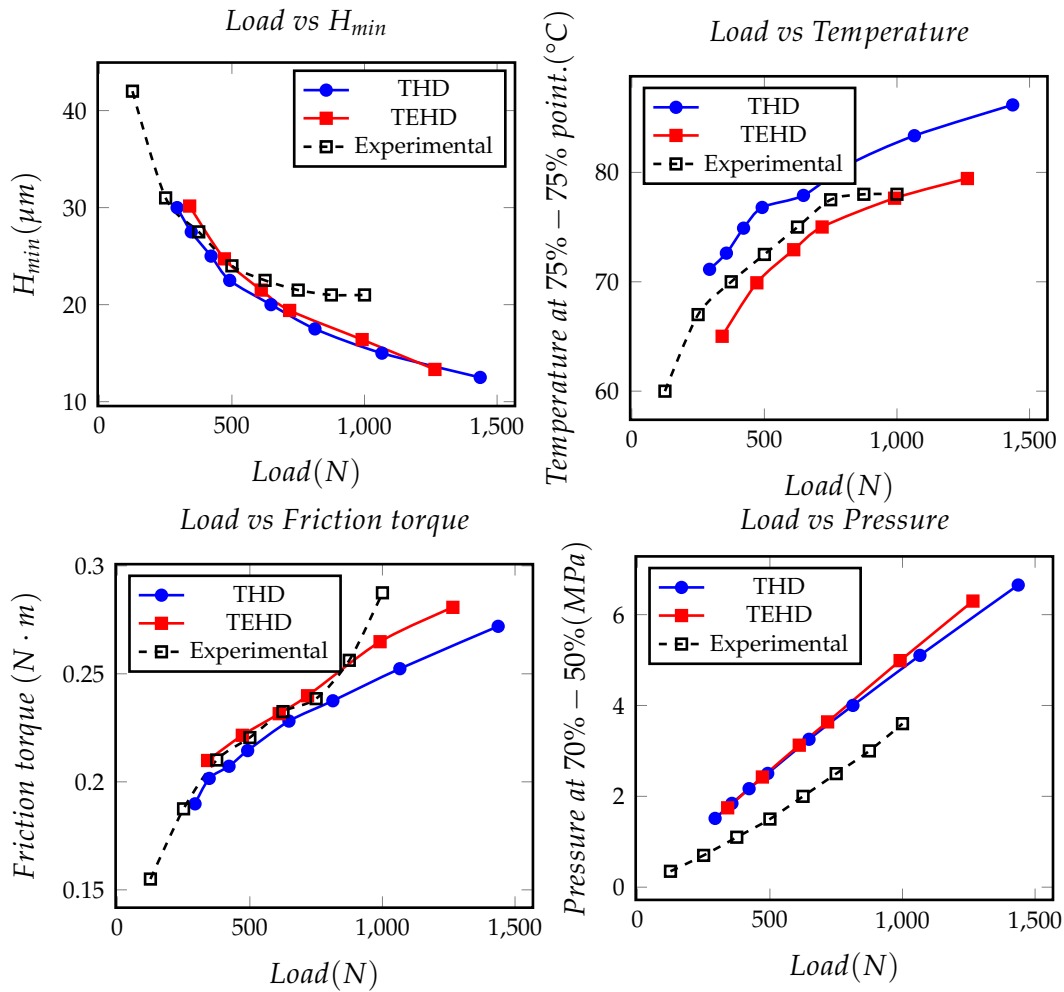 Load vs H_min
H_min(μm)
40
30
20
10
THD
TEHD
Experimental
0
500
1,000
1,500
Load(N)
Load vs Temperature
Temperature at 75% − 75% point.(°C)
80
70
60
THD
TEHD
Experimental
0
500
1,000
1,500
Load(N)
Load vs Friction torque
Friction torque (N · m)
0.3
0.25
0.2
0.15
THD
TEHD
Experimental
0
500
1,000
1,500
Load(N)
Load vs Pressure
Pressure at 70% − 50%(MPa)
6
4
2
0
THD
TEHD
Experimental
0
500
1,000
1,500
Load(N)